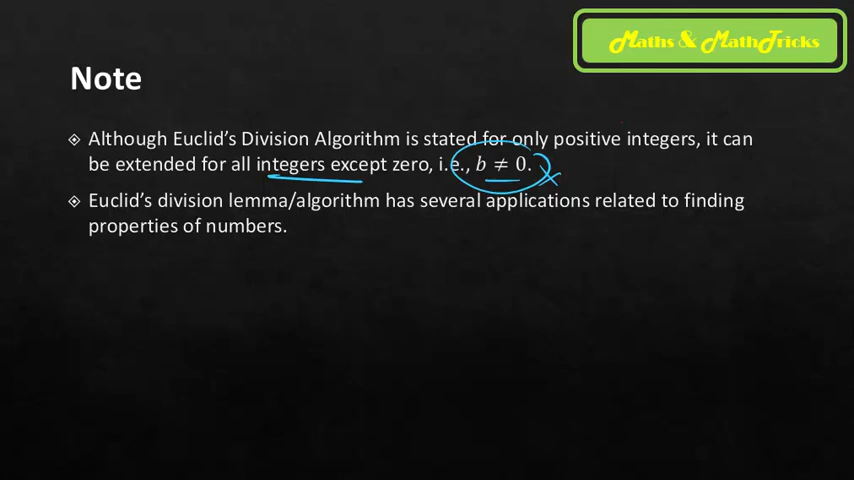 Maths & MathTricks
Note
Although Euclid's Division Algorithm is stated for only positive integers, it can
be extended for all integers except zero, i.e., b ≠ 0.
Euclid's division lemma/algorithm has several applications related to finding
properties of numbers.